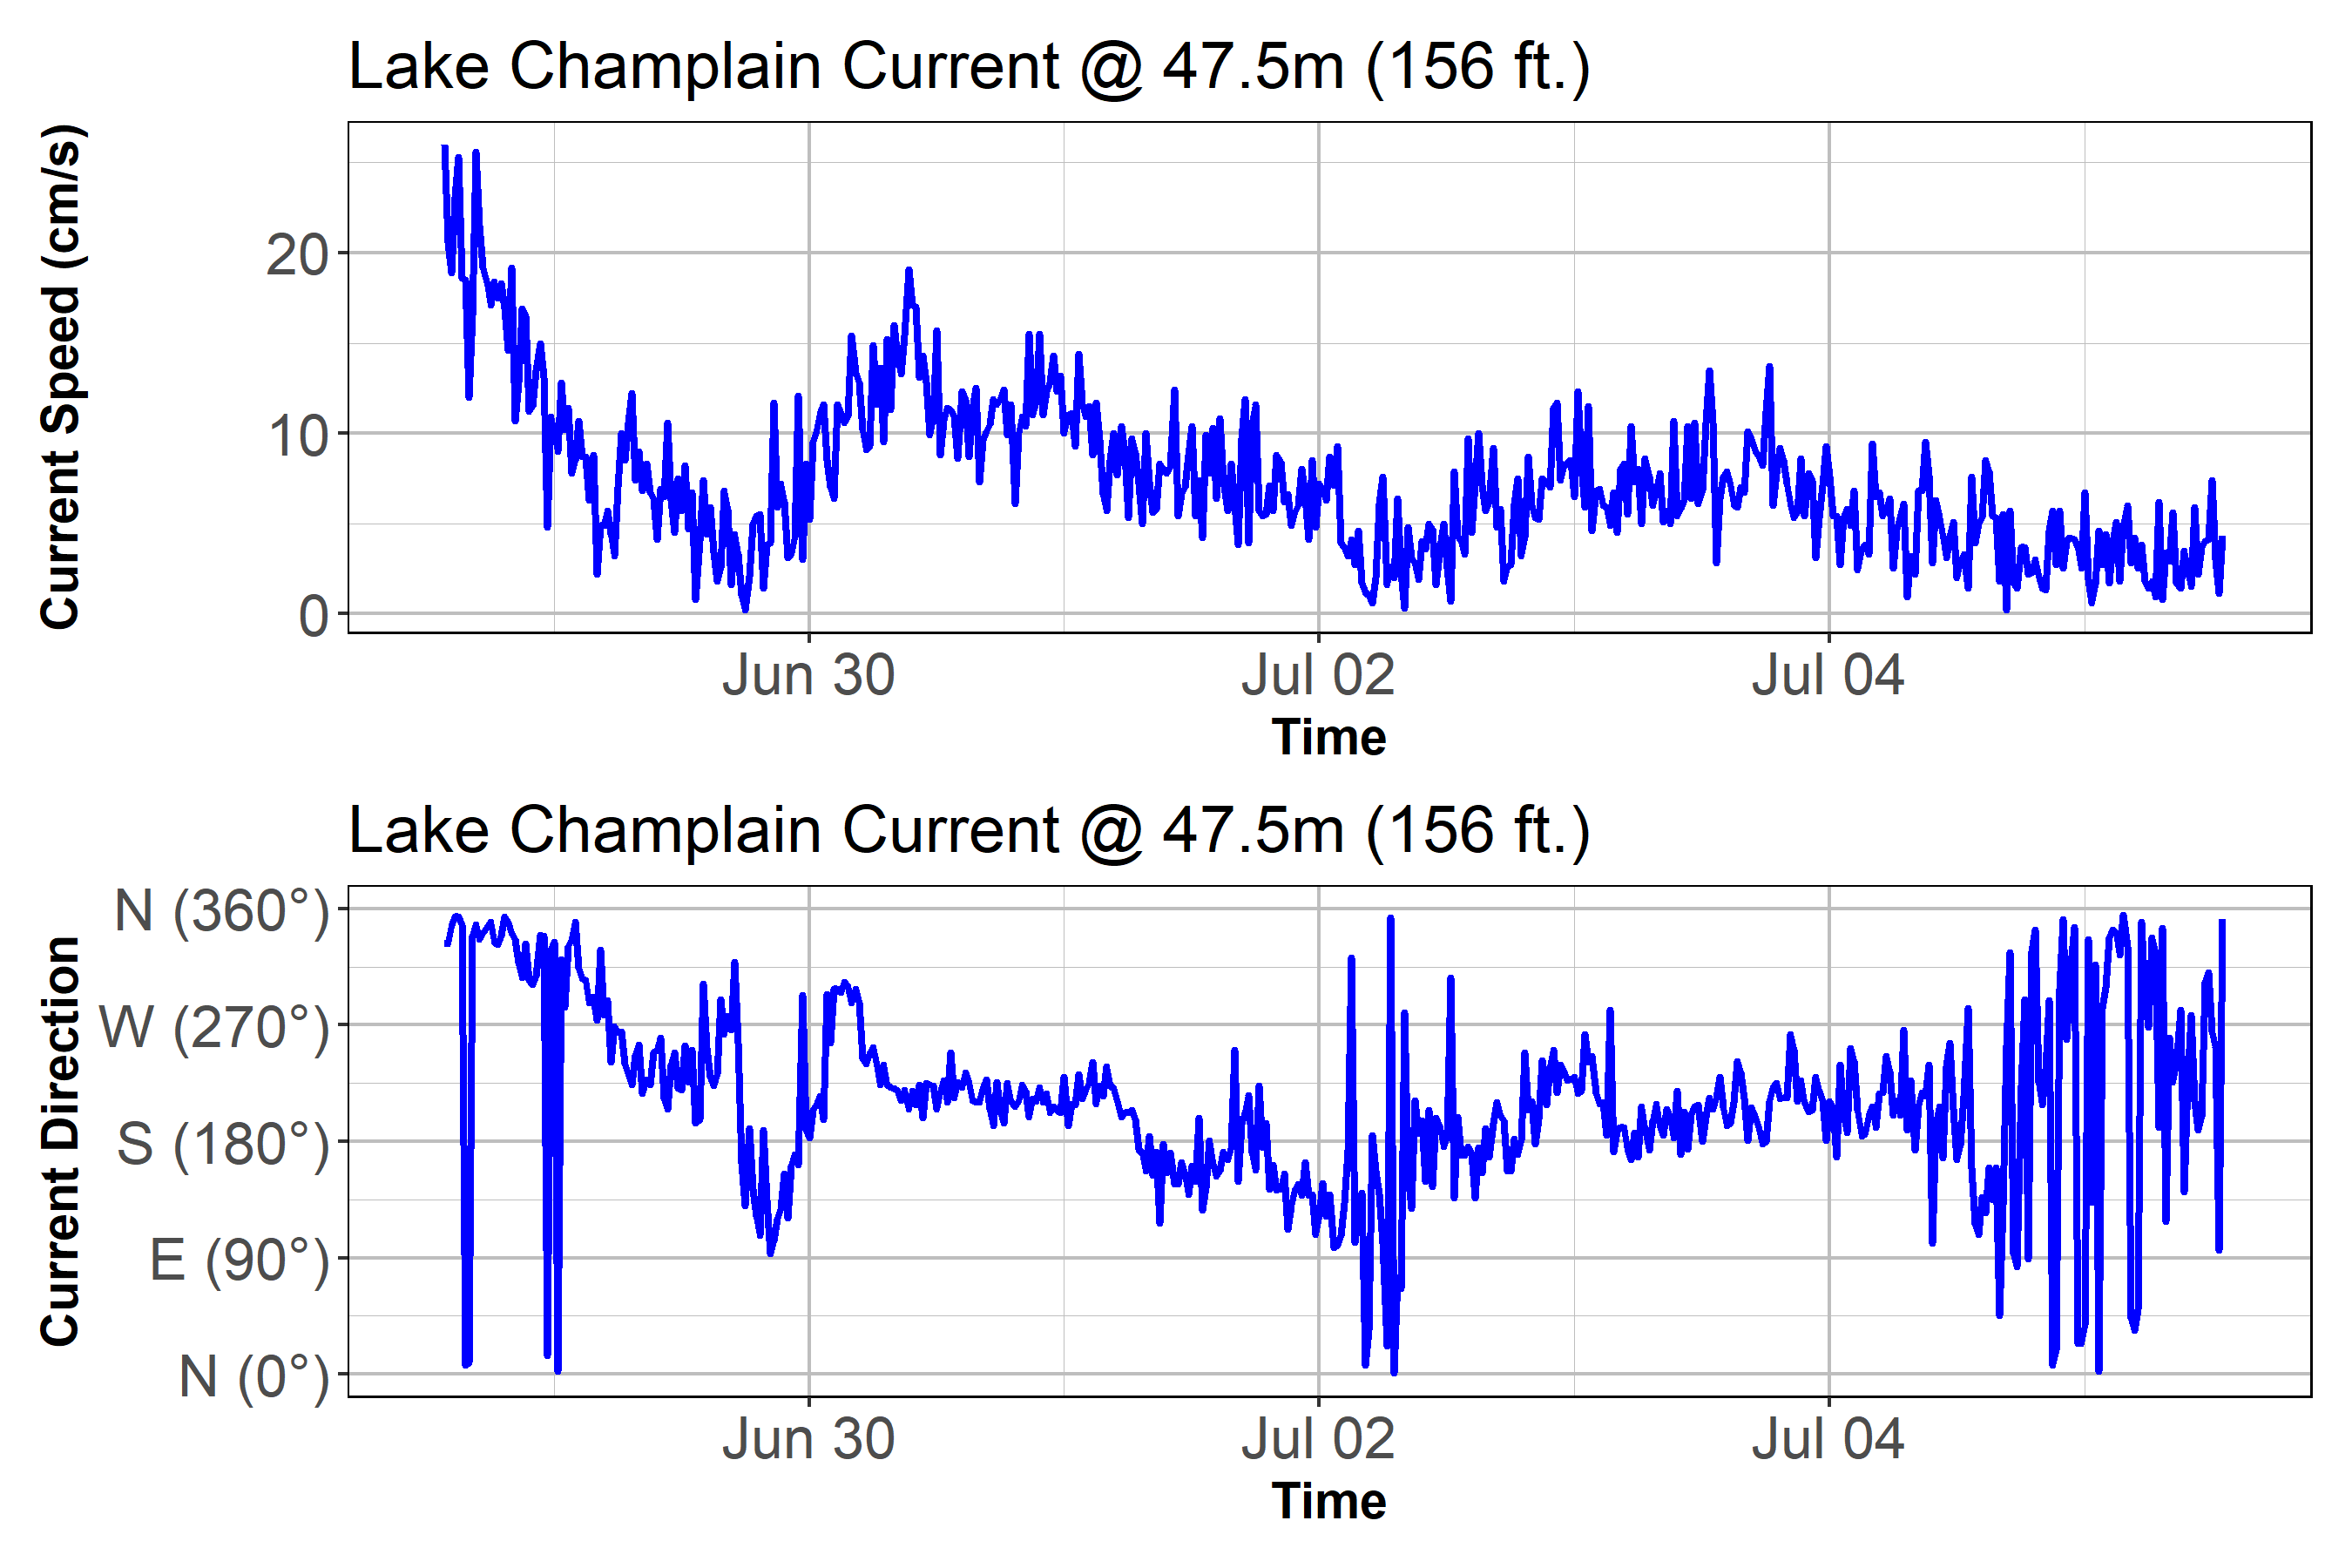 Lake Champlain Current @ 47.5m (156 ft.)
Current Speed (cm/s)
20
10
0
Jun 30
Jul 02
Jul 04
Time
Lake Champlain Current @ 47.5m (156 ft.)
Current Direction
N (360°)
W (270°)
S (180°)
E (90°)
N (0°)
Jun 30
Jul 02
Jul 04
Time